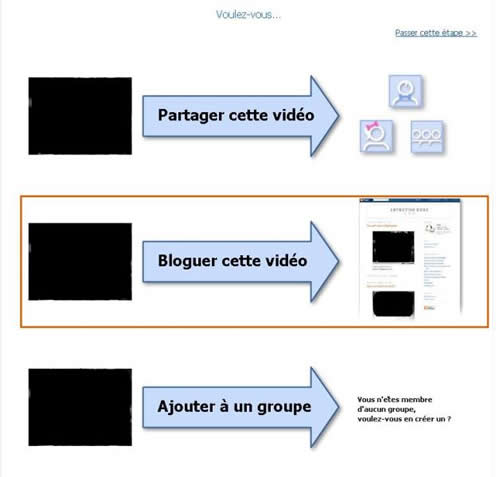 Voulez-vous...
Passer cette étape >>
Partager cette vidéo
Bloguer cette vidéo
Ajouter à un groupe
Vous n'êtes membre
d'aucun groupe,
voulez-vous en créer un ?